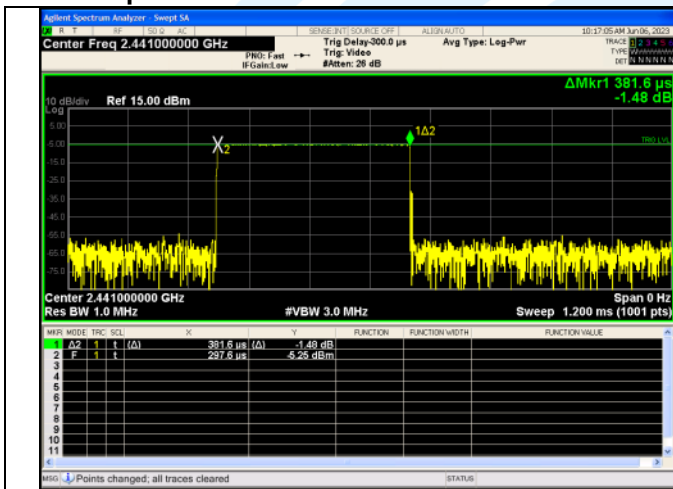 Agilent Spectrum Analyzer - Swept SA
R T RF 50 Ω AC SENSE:INT SOURCE OFF ALIGN AUTO 10:17:05 AM Jun 06, 2023
Center Freq 2.441000000 GHz
PNO: Fast
IFGain:Low
Trig Delay-300.0 µs
Trig: Video
#Atten: 26 dB
Avg Type: Log-Pwr
TRACE 1 2 3 4 5 6
TYPE
DET N N N N N N
ΔMkr1 381.6 µs
-1.48 dB
10 dB/div Ref 15.00 dBm
Log
5.00
-5.00
-15.0
-25.0
-35.0
-45.0
-55.0
-65.0
-75.0
2
1Δ2
TRIG LVL
Center 2.441000000 GHz Span 0 Hz
Res BW 1.0 MHz #VBW 3.0 MHz Sweep 1.200 ms (1001 pts)
MKR MODE TRC SCL X Y FUNCTION FUNCTION WIDTH FUNCTION VALUE
1 Δ2 1 t (Δ) 381.6 µs (Δ) -1.48 dB
2 F 1 t 297.6 µs -5.25 dBm
3
4
5
6
7
8
9
10
11
MSG Points changed; all traces cleared STATUS